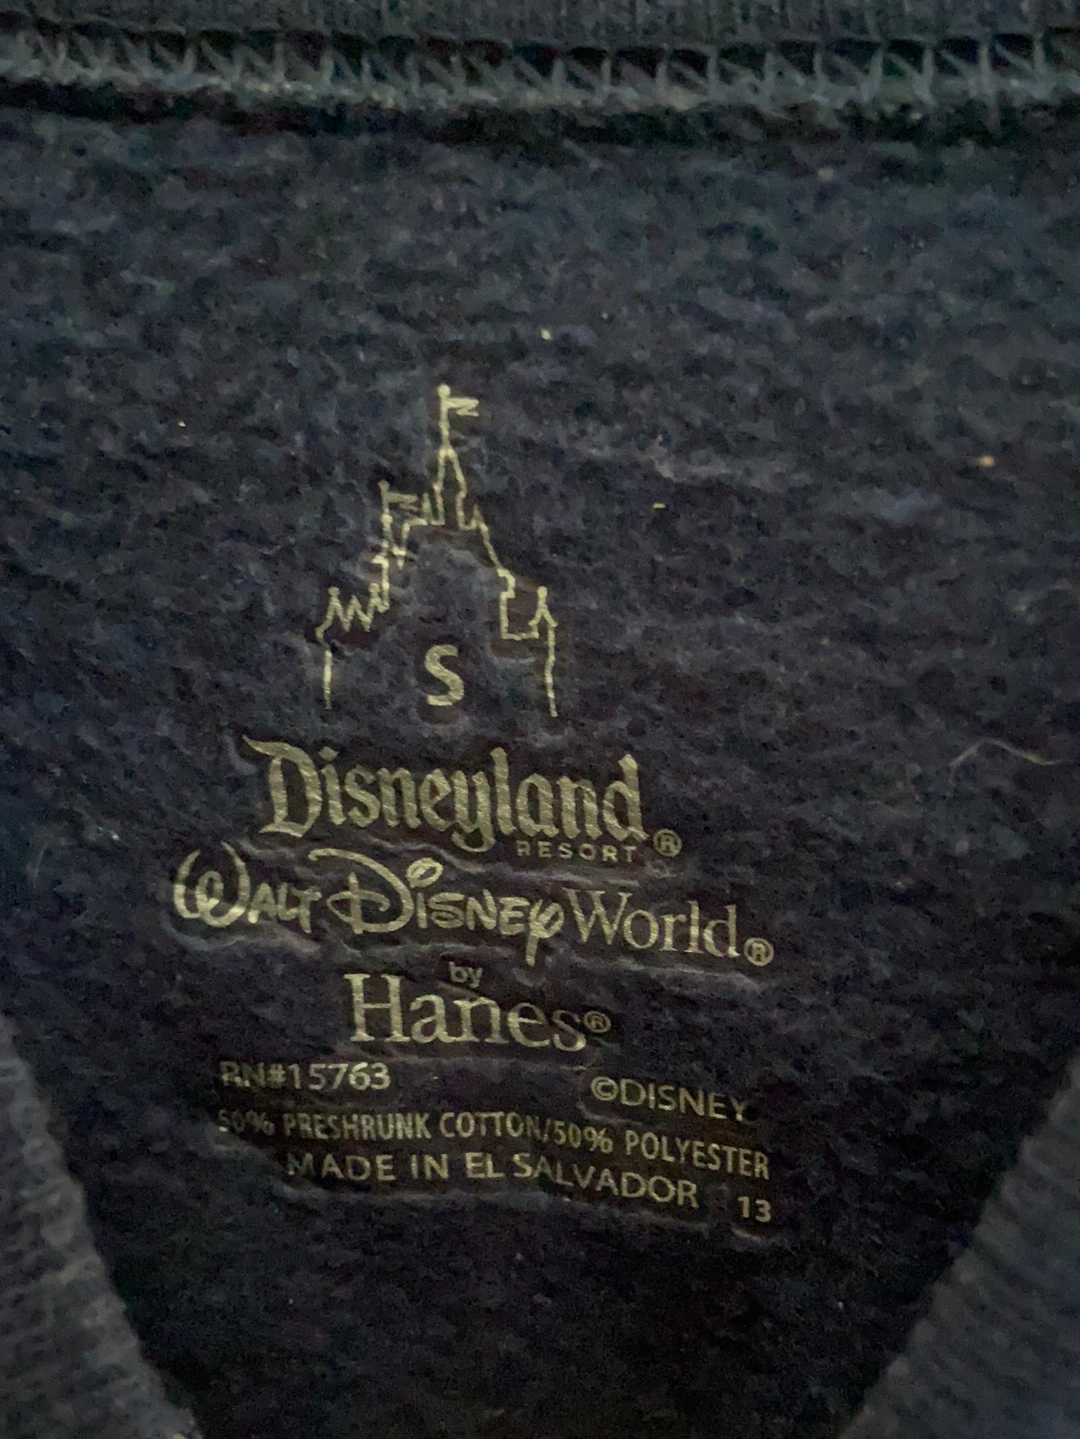 S
Disneyland®
RESORT
WALT DISNEY World®
by
Hanes®
RN#15763 ©DISNEY
50% PRESHRUNK COTTON/50% POLYESTER
MADE IN EL SALVADOR 13